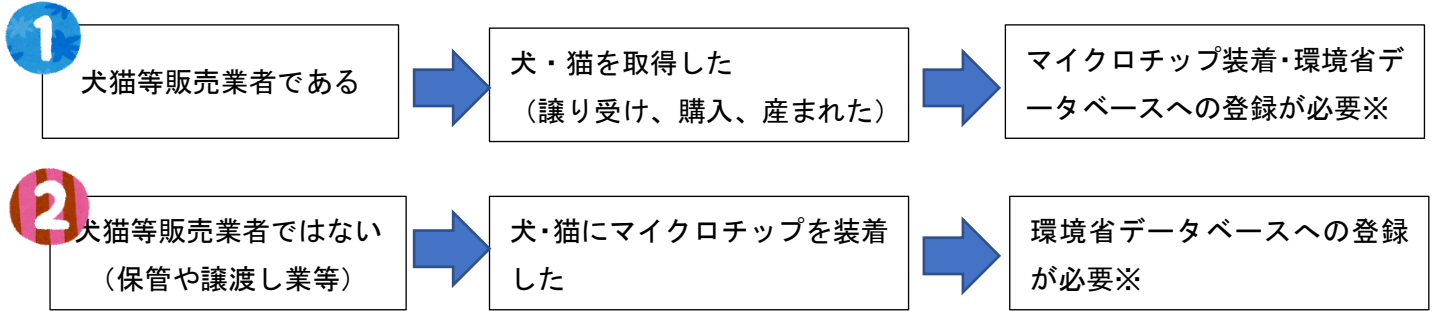 1
犬猫等販売業者である
犬・猫を取得した
（譲り受け、購入、産まれた）
マイクロチップ装着・環境省デ
ータベースへの登録が必要※
2
犬猫等販売業者ではない
（保管や譲渡し業等）
犬・猫にマイクロチップを装着
した
環境省データベースへの登録
が必要※